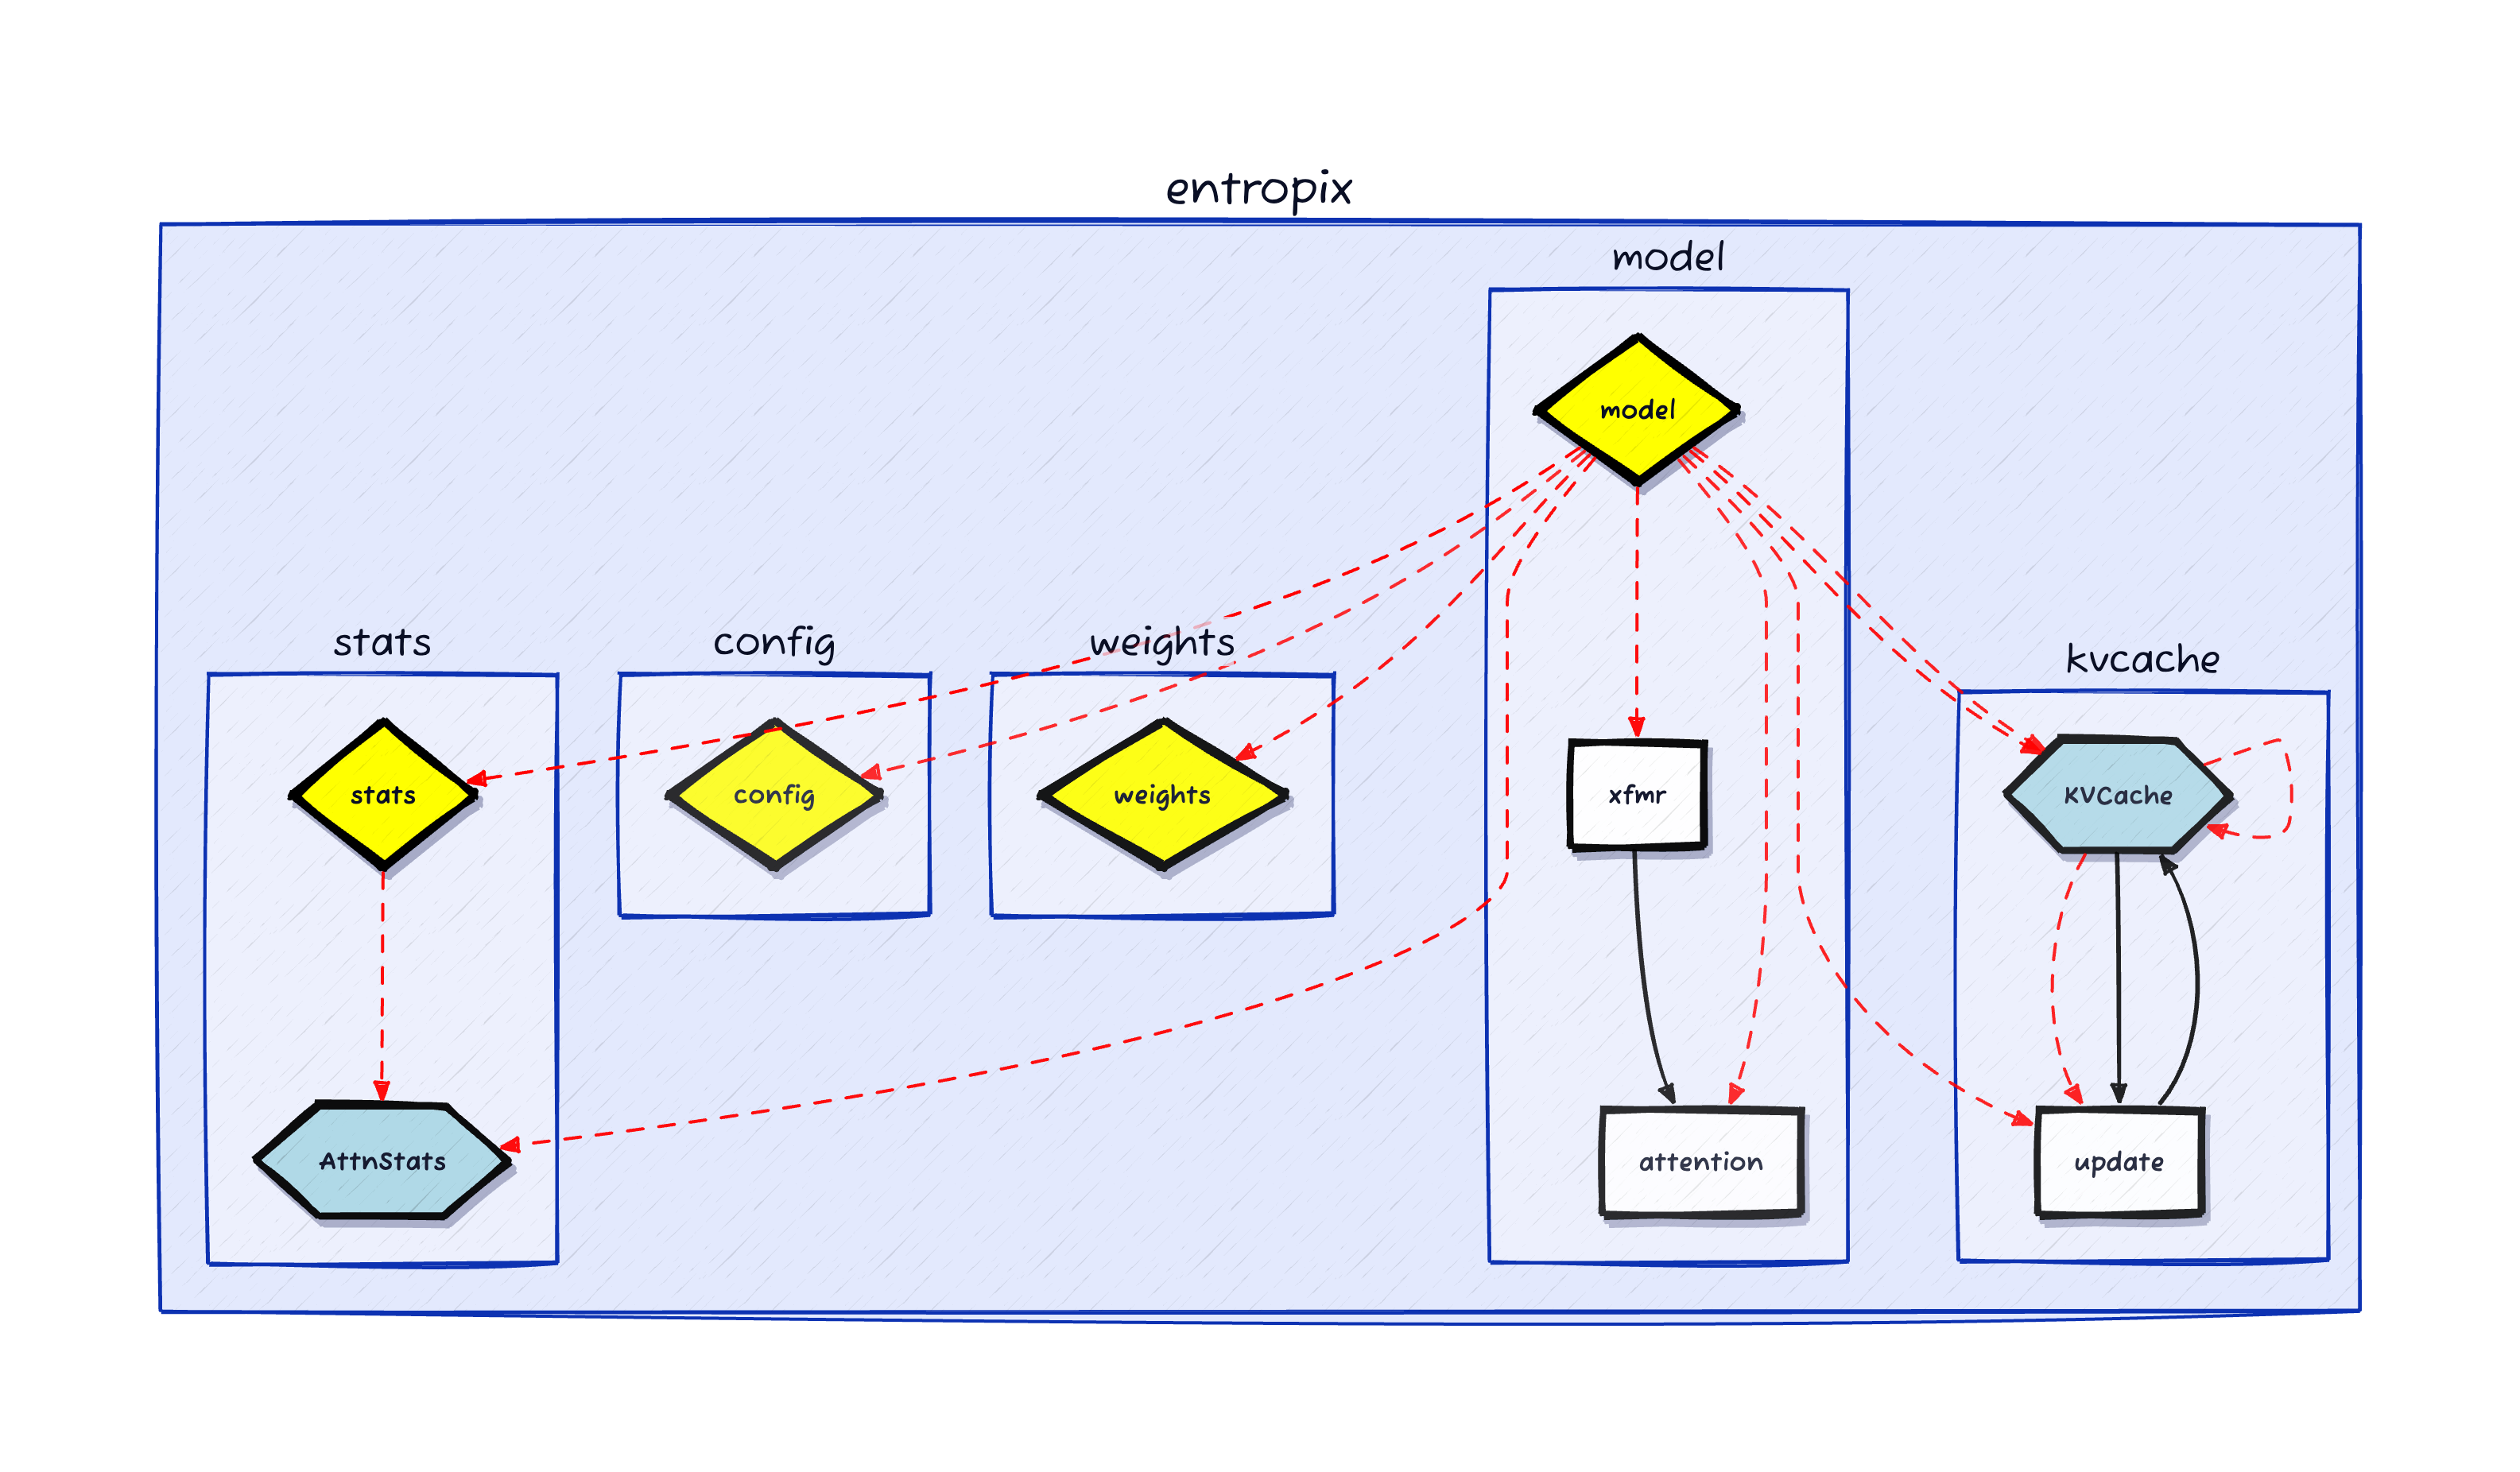 entropix
model
model
stats
config
weights
kvcache
stats
config
weights
xfmr
KVCache
AttnStats
attention
update